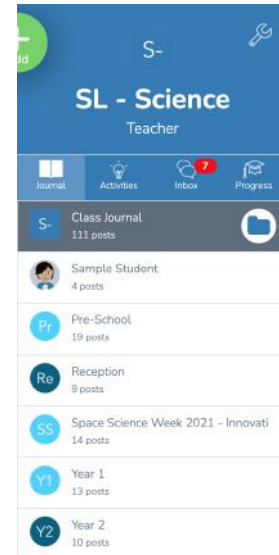 dd
S-
SL - Science
Teacher
7
Journal
Activities
Inbox
Progress
S-
Class Journal
111 posts
Sample Student
4 posts
Pr
Pre-School
19 posts
Re
Reception
9 posts
SS
Space Science Week 2021 - Innovati
14 posts
Y1
Year 1
13 posts
Y2
Year 2
10 posts